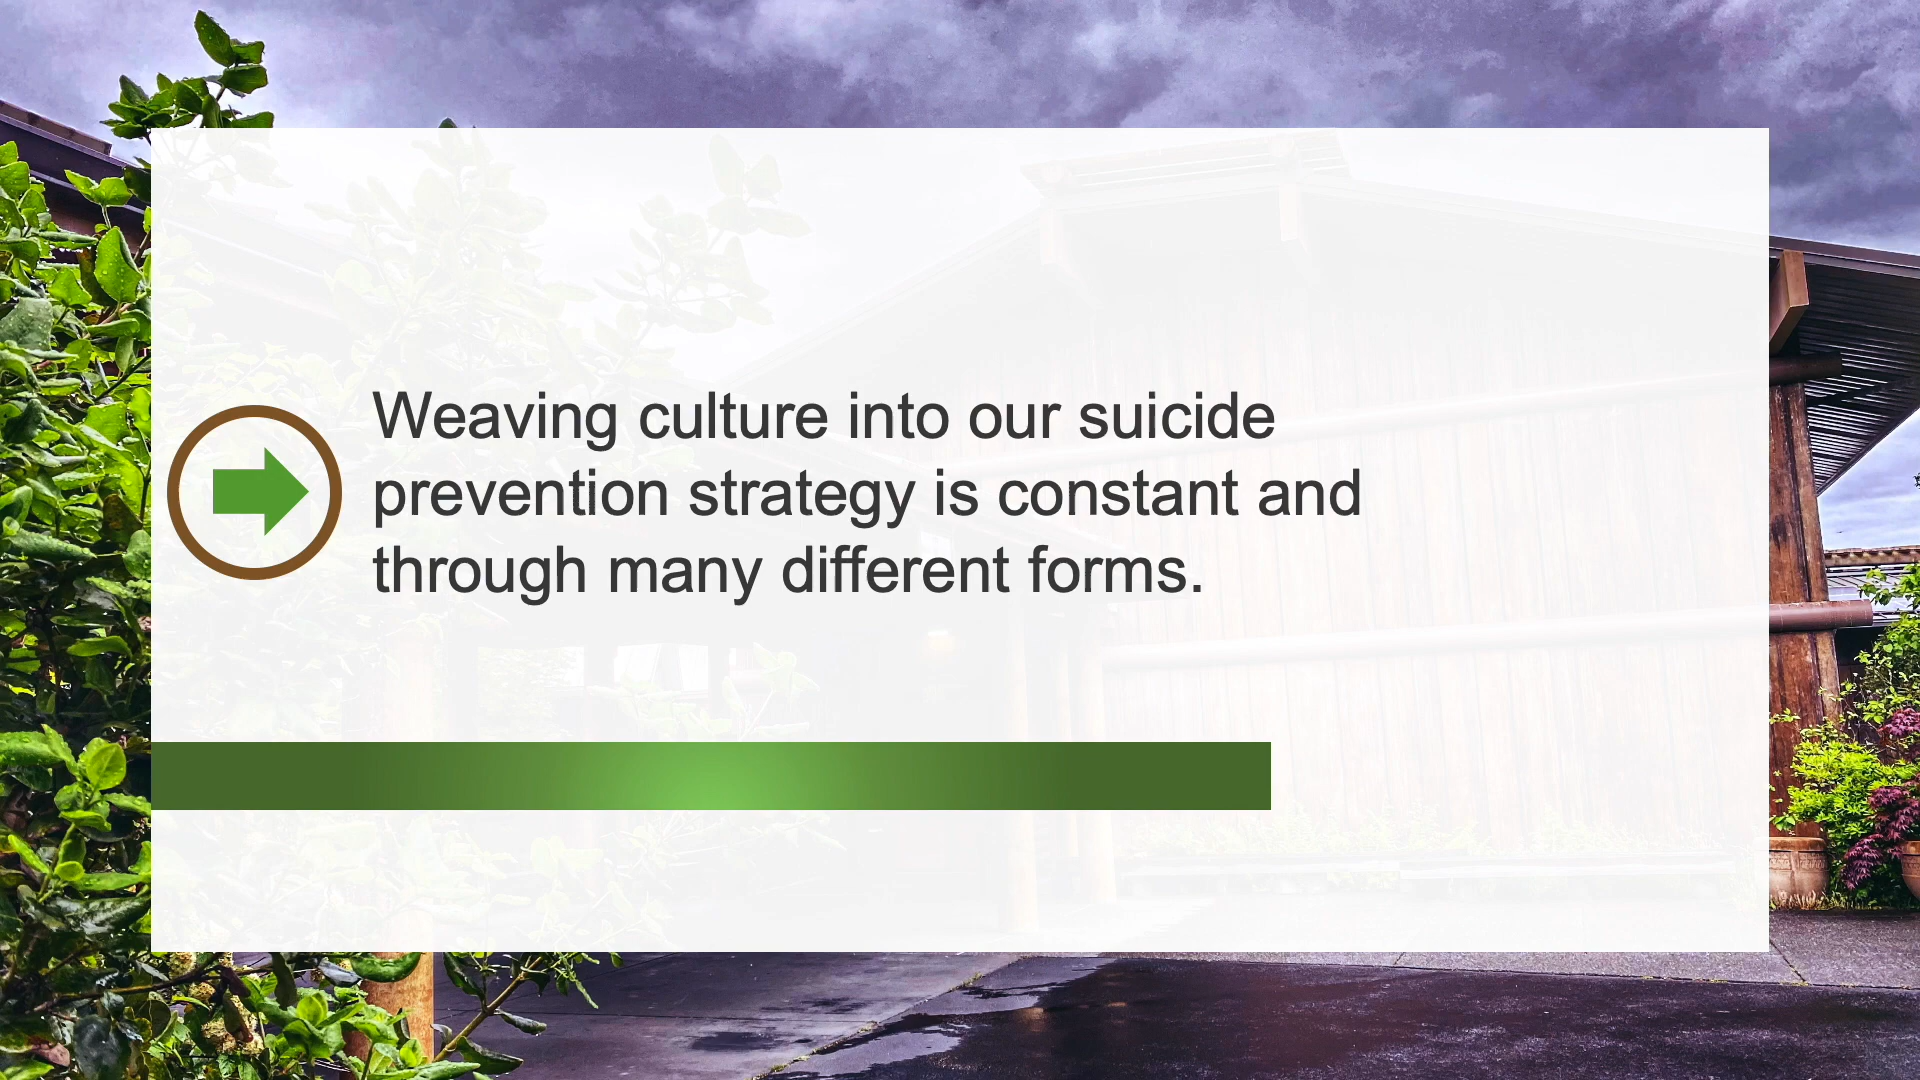 Weaving culture into our suicide
prevention strategy is constant and
through many different forms.